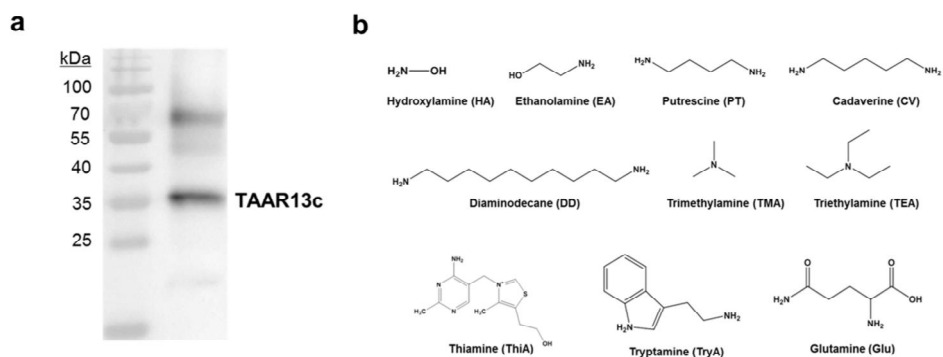 a
kDa
100
70
55
40
35
25
TAAR13c
b
H₂N OH
Hydroxylamine (HA)
HO NH₂
Ethanolamine (EA)
H₂N NH₂
Putrescine (PT)
H₂N NH₂
Cadaverine (CV)
H₂N NH₂
Diaminodecane (DD)
N
Trimethylamine (TMA)
N
Triethylamine (TEA)
NH₂
N N S
H₃C N CH₃
OH
Thiamine (ThiA)
NH₂
HN
Tryptamine (TryA)
O O
H₂N OH
NH₂
Glutamine (Glu)